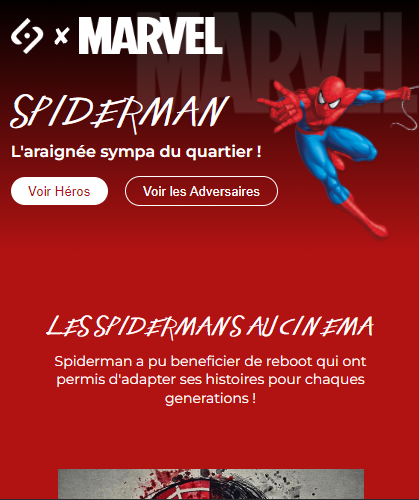 x MARVEL
MARVEL
SPIDERMAN
L'araignée sympa du quartier !
Voir Héros
Voir les Adversaires
LES SPIDERMANS AU CINEMA
Spiderman a pu beneficier de reboot qui ont
permis d'adapter ses histoires pour chaques
generations !